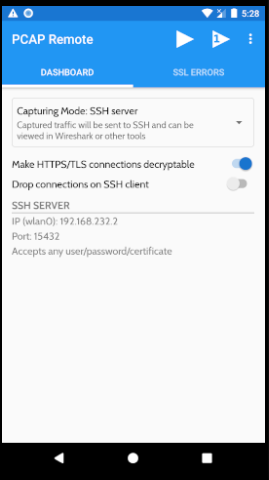 5:28
PCAP Remote
1
DASHBOARD
SSL ERRORS
Capturing Mode: SSH server
Captured traffic will be sent to SSH and can be
viewed in Wireshark or other tools
Make HTTPS/TLS connections decryptable
Drop connections on SSH client
SSH SERVER
IP (wlan0): 192.168.232.2
Port: 15432
Accepts any user/password/certificate